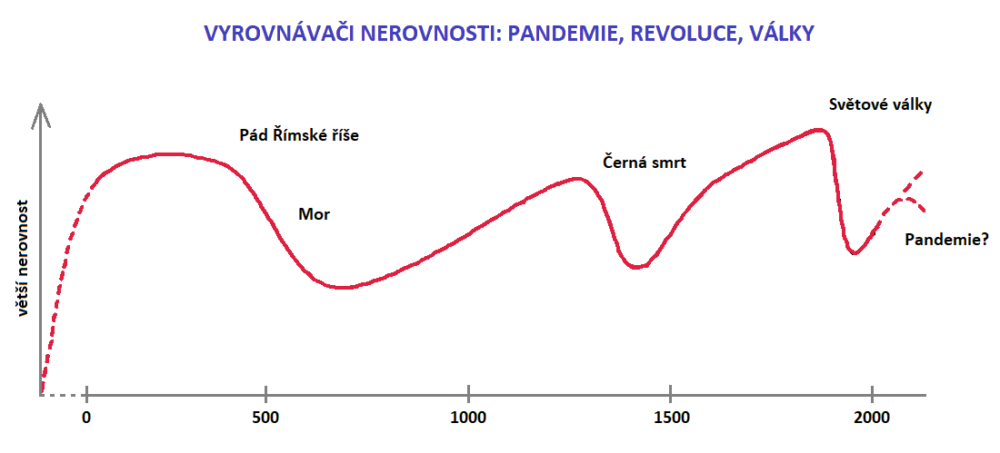 VYROVNÁVAČI NEROVNOSTI: PANDEMIE, REVOLUCE, VÁLKY
Světové války
Pád Římské říše
Černá smrt
Mor
Pandemie?
větší nerovnost
0 500 1000 1500 2000